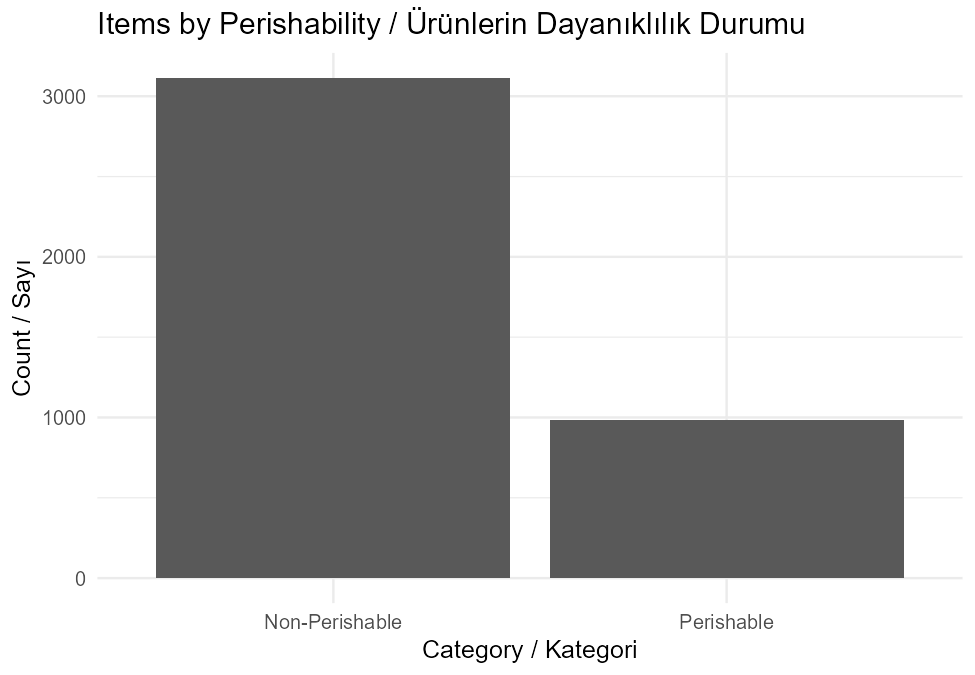 Items by Perishability / Ürünlerin Dayanıklılık Durumu
3000
2000
1000
0
Count / Sayı
Non-Perishable
Perishable
Category / Kategori